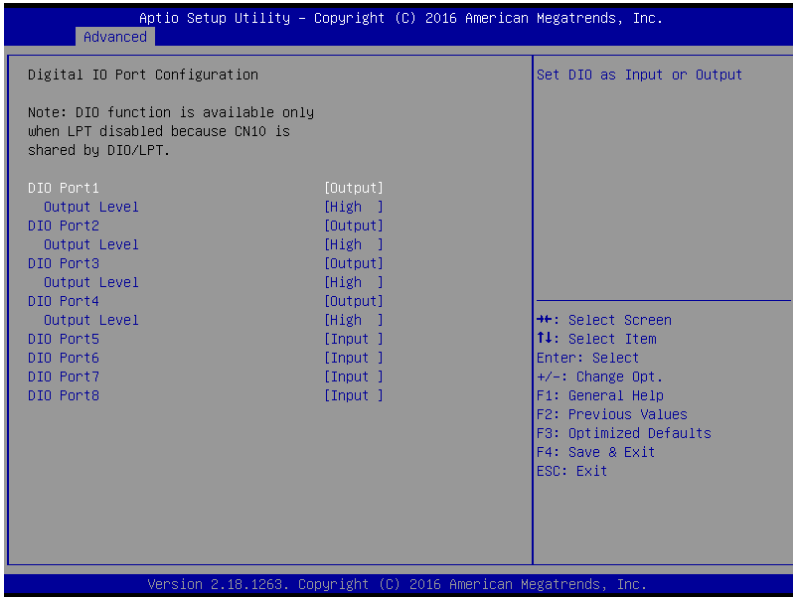 Aptio Setup Utility – Copyright (C) 2016 American Megatrends, Inc.
Advanced
Digital IO Port Configuration
Note: DIO function is available only
when LPT disabled because CN10 is
shared by DIO/LPT.
DIO Port1 [Output]
Output Level [High ]
DIO Port2 [Output]
Output Level [High ]
DIO Port3 [Output]
Output Level [High ]
DIO Port4 [Output]
Output Level [High ]
DIO Port5 [Input ]
DIO Port6 [Input ]
DIO Port7 [Input ]
DIO Port8 [Input ]
Set DIO as Input or Output
→←: Select Screen
↑↓: Select Item
Enter: Select
+/-: Change Opt.
F1: General Help
F2: Previous Values
F3: Optimized Defaults
F4: Save & Exit
ESC: Exit
Version 2.18.1263. Copyright (C) 2016 American Megatrends, Inc.